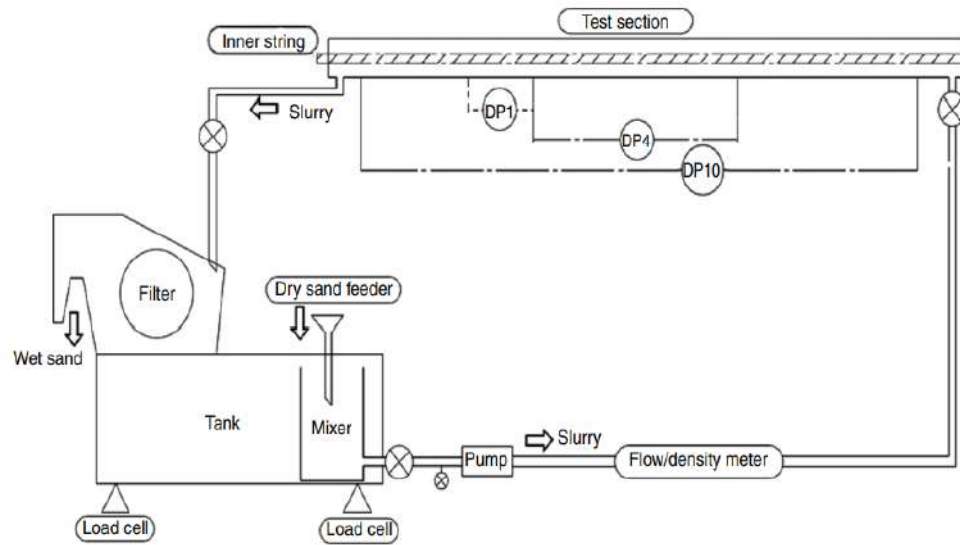 Test section
Inner string
Slurry
DP1
DP4
DP10
Filter
Dry sand feeder
Wet sand
Tank
Mixer
Slurry
Pump
Flow/density meter
Load cell
Load cell